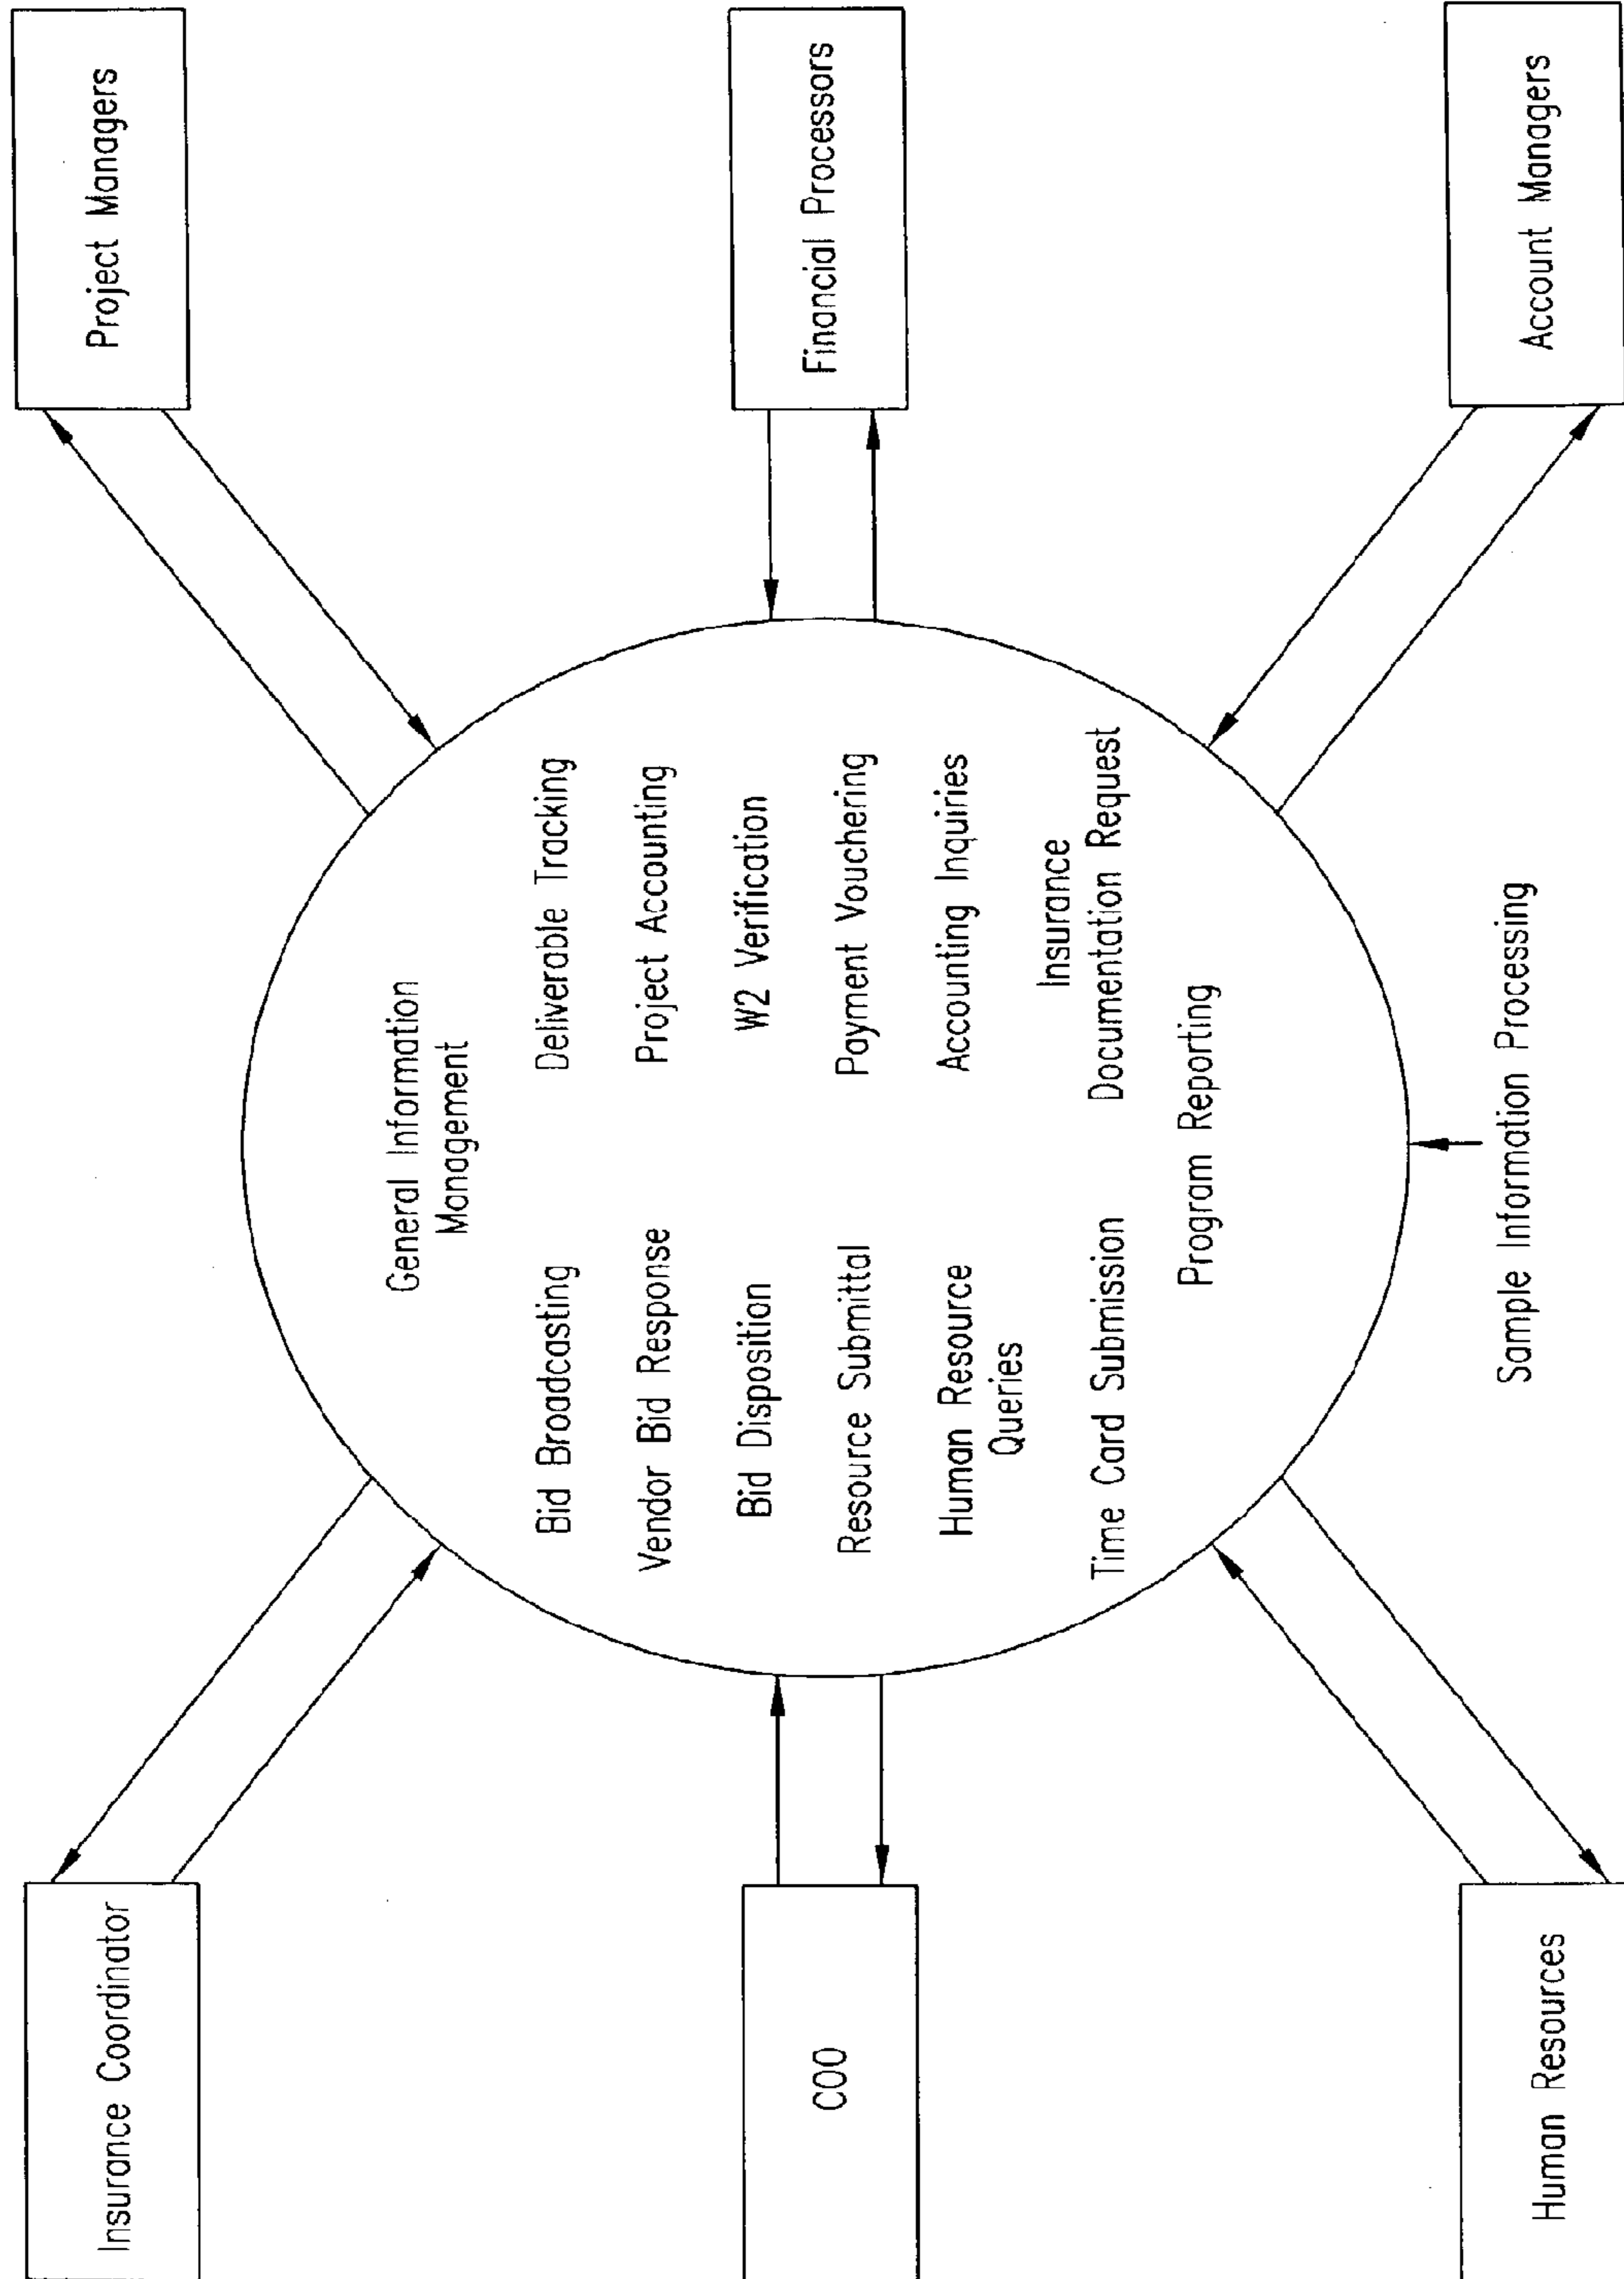 Insurance Coordinator
Project Managers
General Information
Management
Bid Broadcasting
Deliverable Tracking
Vendor Bid Response
Project Accounting
Bid Disposition
W2 Verification
COO
Financial Processors
Resource Submittal
Payment Vouchering
Human Resource
Queries
Accounting Inquiries
Insurance
Documentation Request
Time Card Submission
Program Reporting
Human Resources
Account Managers
Sample Information Processing